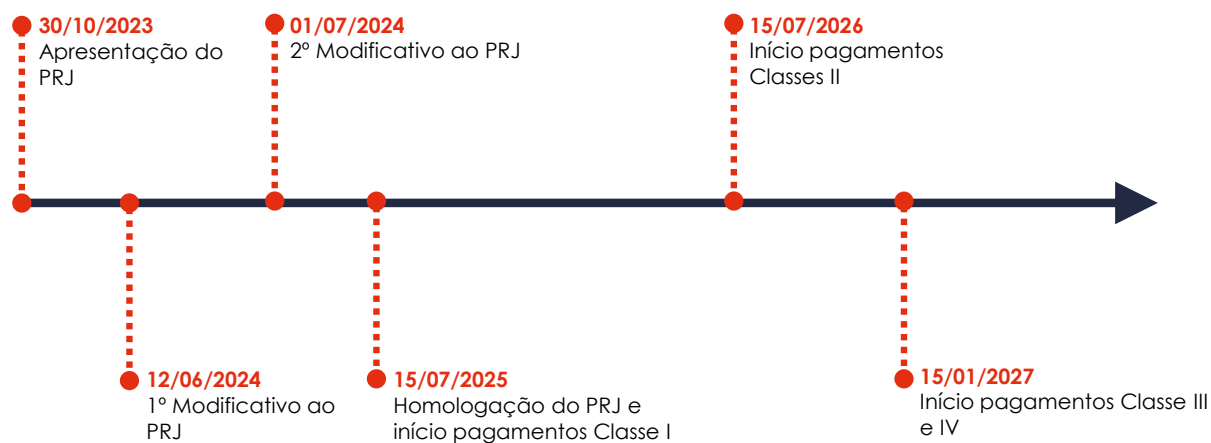 30/10/2023
Apresentação do
PRJ
01/07/2024
2º Modificativo ao PRJ
15/07/2026
Início pagamentos
Classes II
12/06/2024
1º Modificativo ao
PRJ
15/07/2025
Homologação do PRJ e
início pagamentos Classe I
15/01/2027
Início pagamentos Classe III
e IV